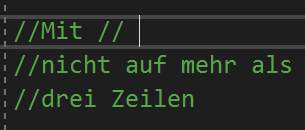 //Mit //
//nicht auf mehr als
//drei Zeilen